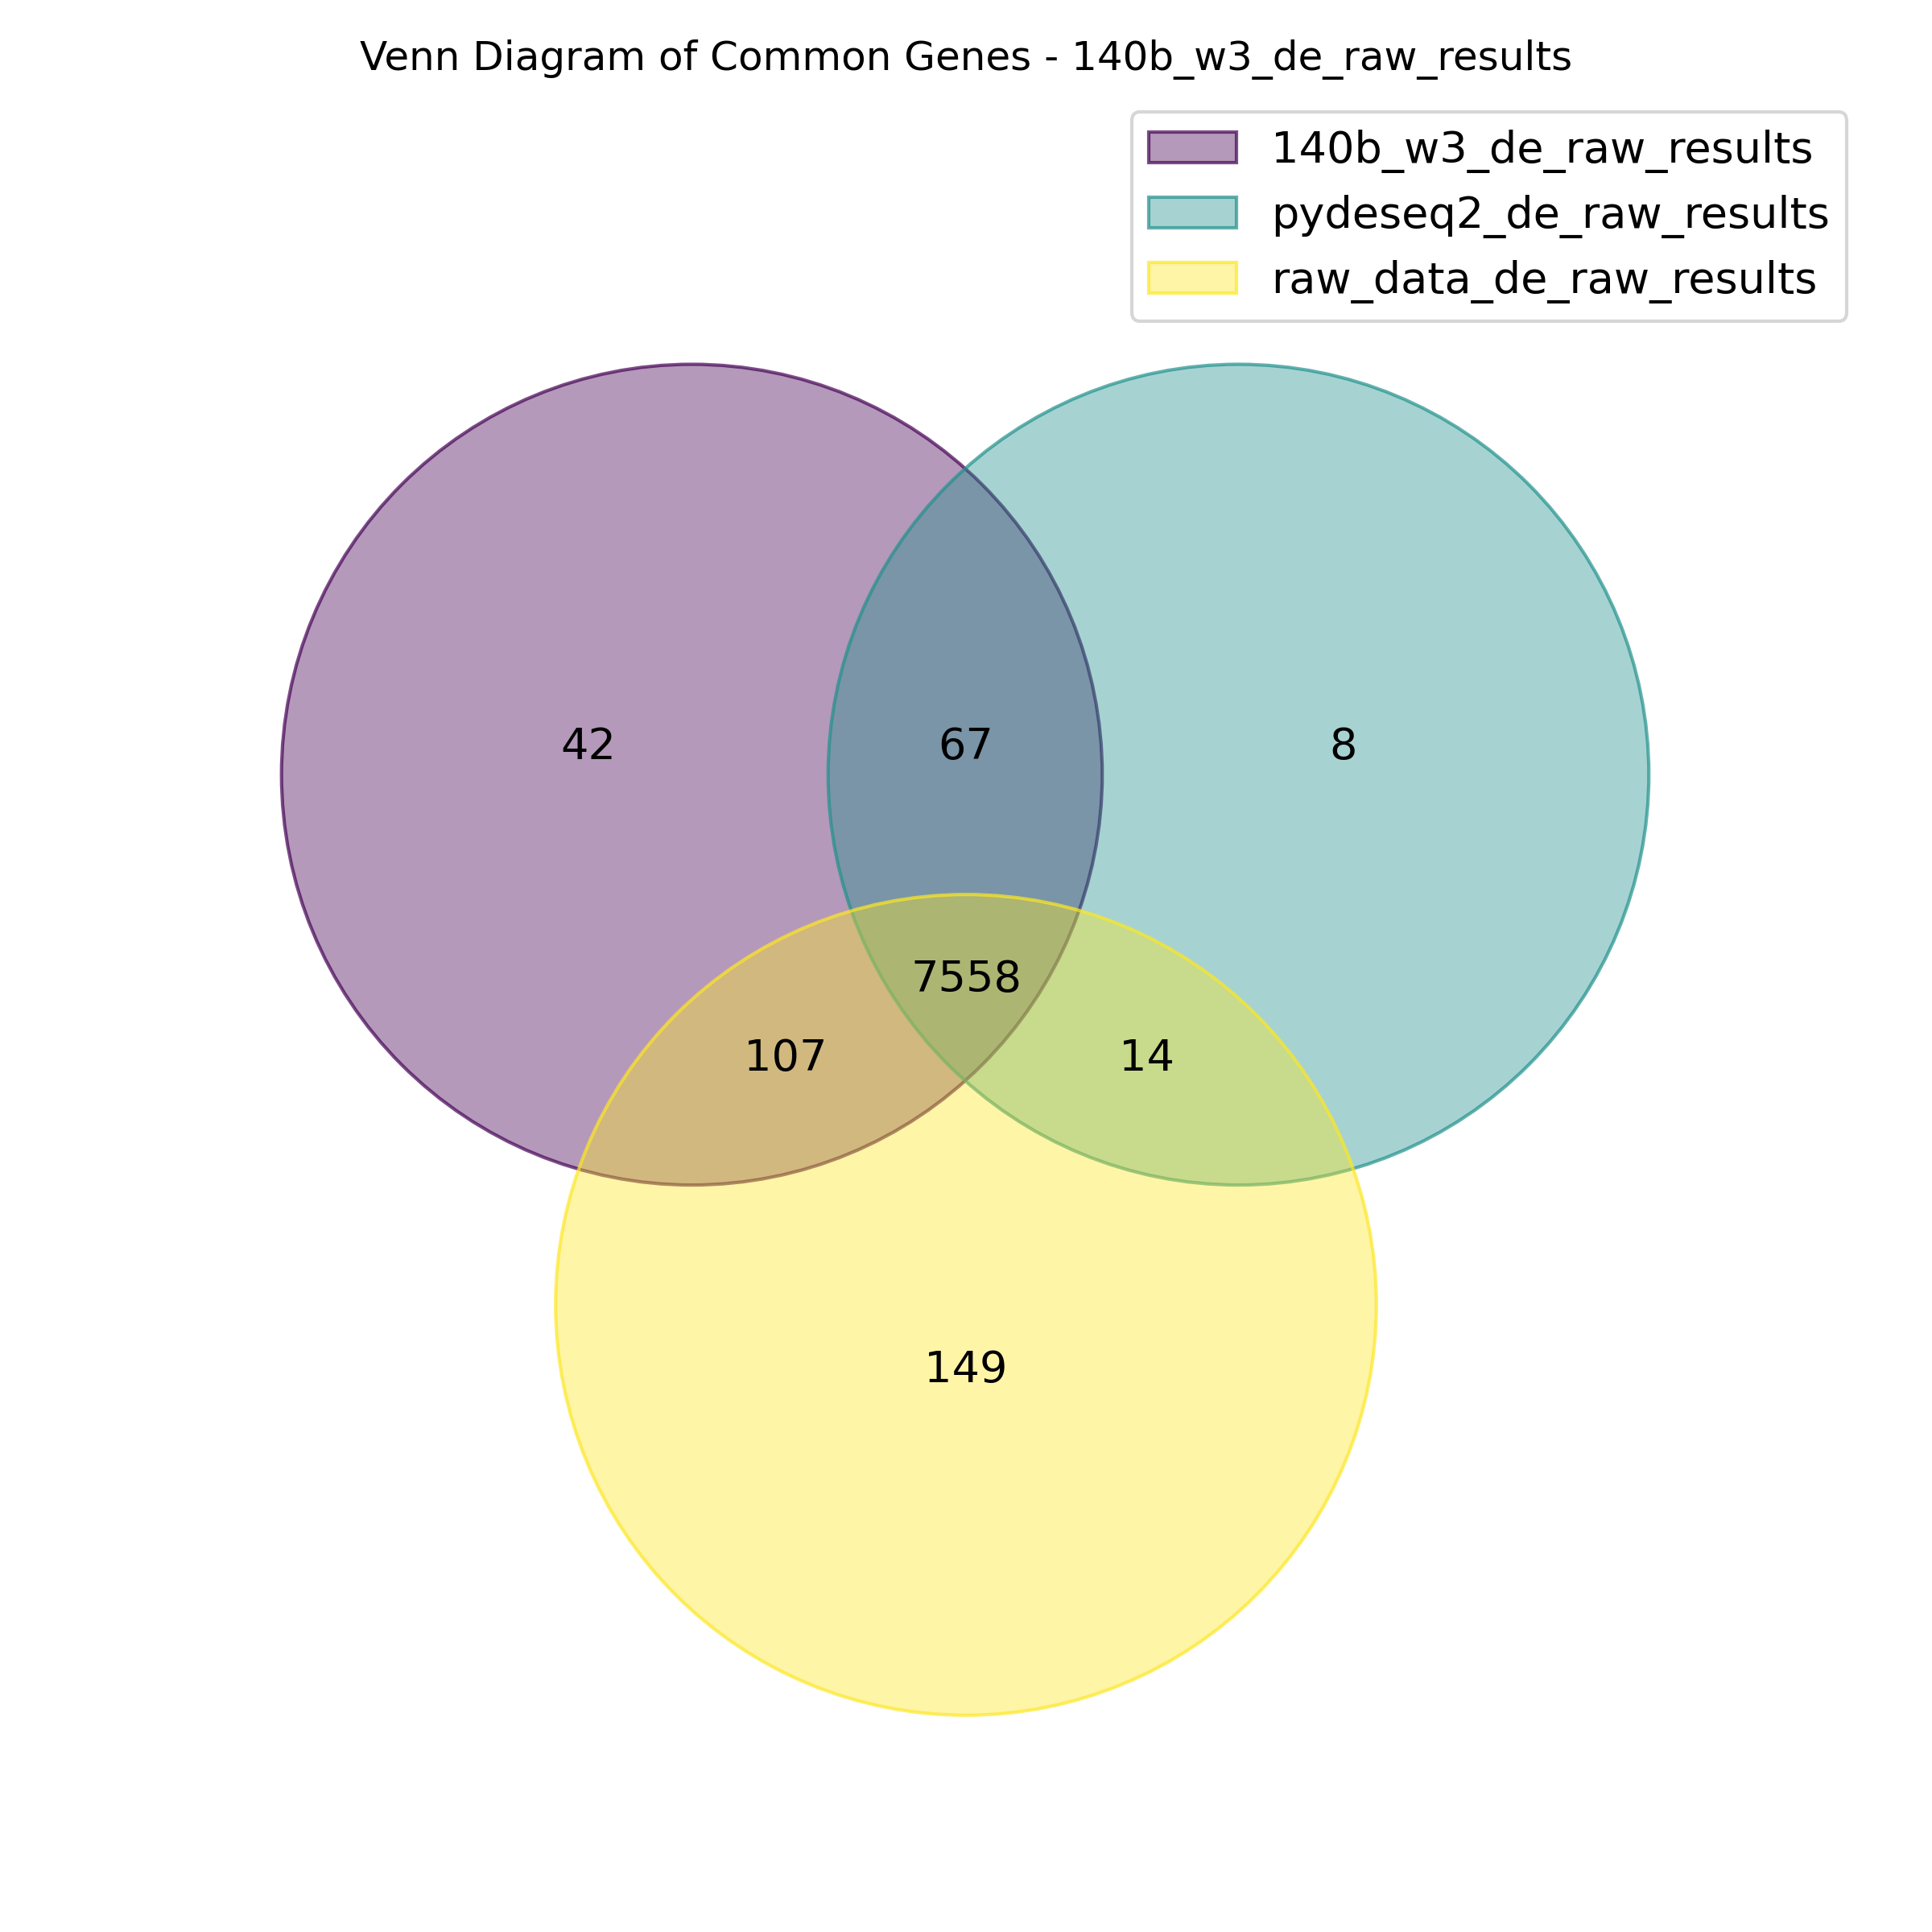 Venn Diagram of Common Genes - 140b_w3_de_raw_results
140b_w3_de_raw_results
pydeseq2_de_raw_results
raw_data_de_raw_results
42
67
8
7558
107
14
149